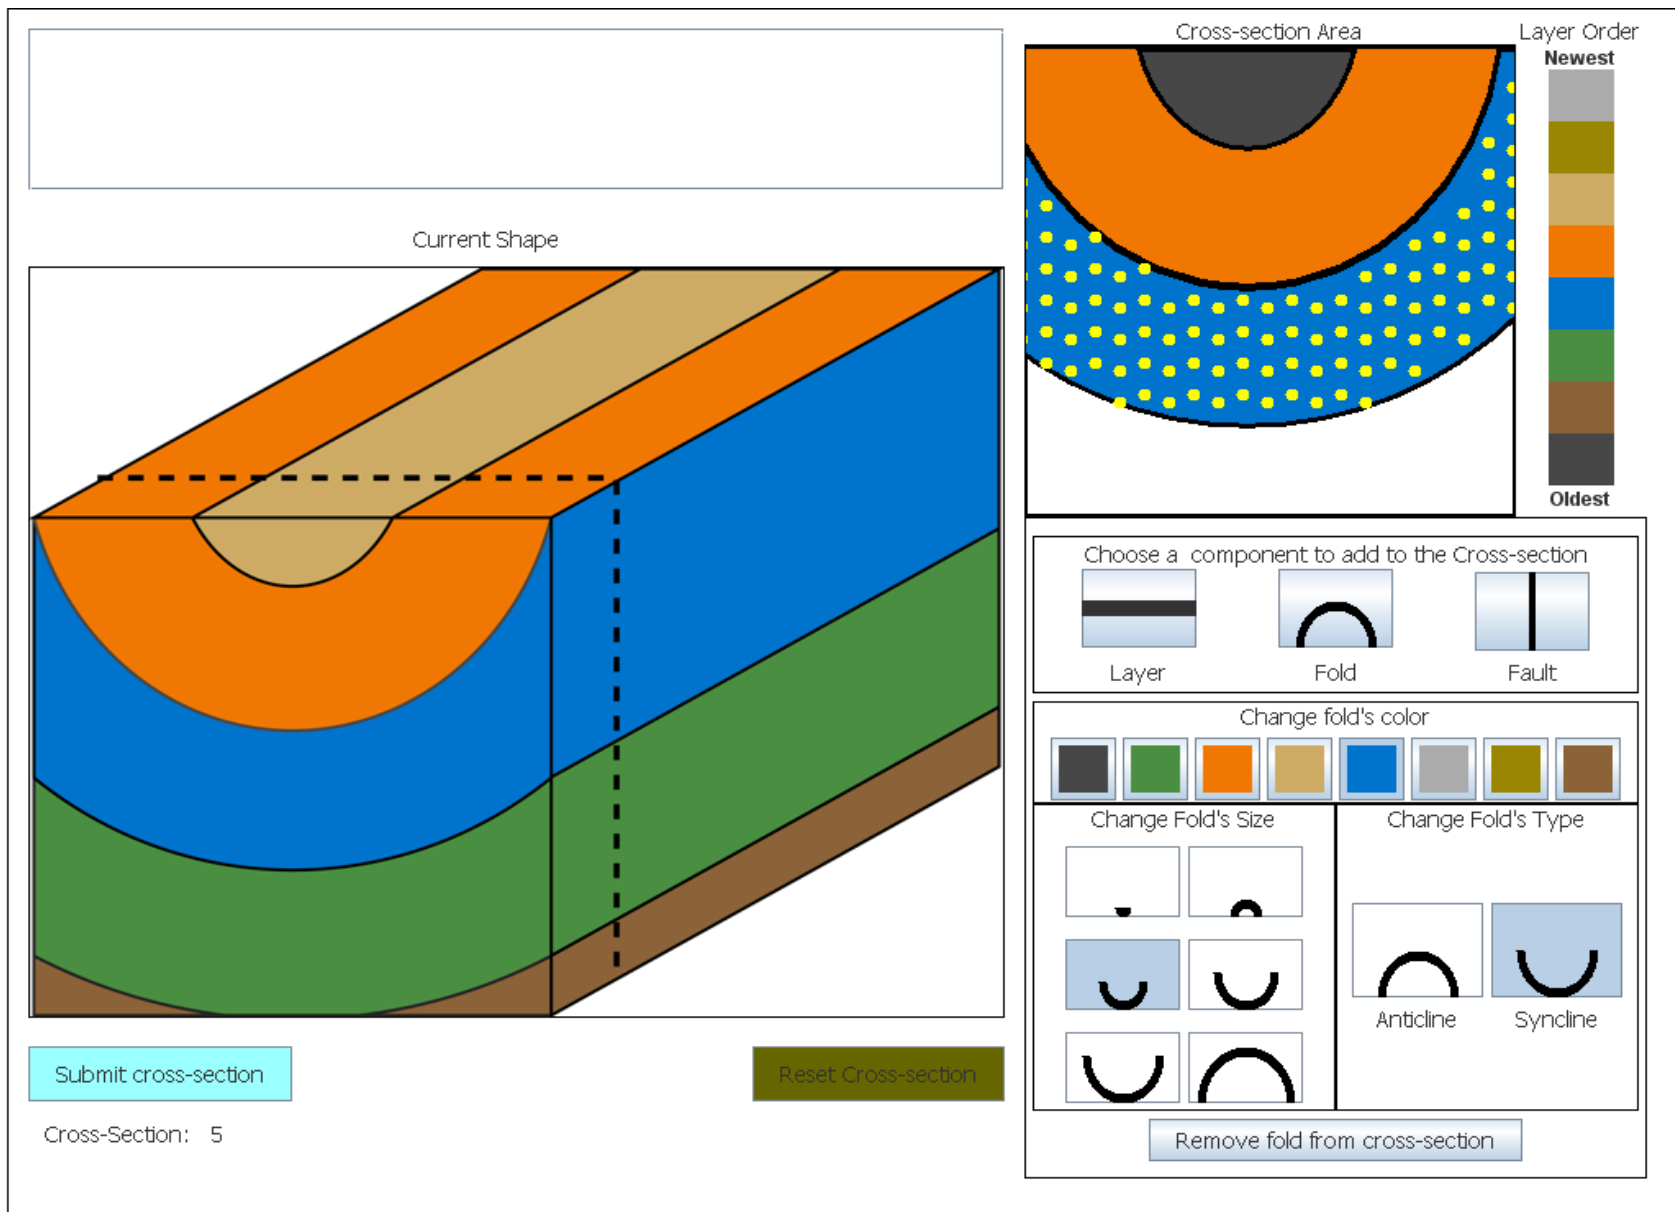 Cross-section Area
Layer Order
Newest
Current Shape
Oldest
Choose a component to add to the Cross-section
Layer
Fold
Fault
Change fold's color
Change Fold's Size
Change Fold's Type
Anticline
Syncline
Submit cross-section
Reset Cross-section
Cross-Section: 5
Remove fold from cross-section